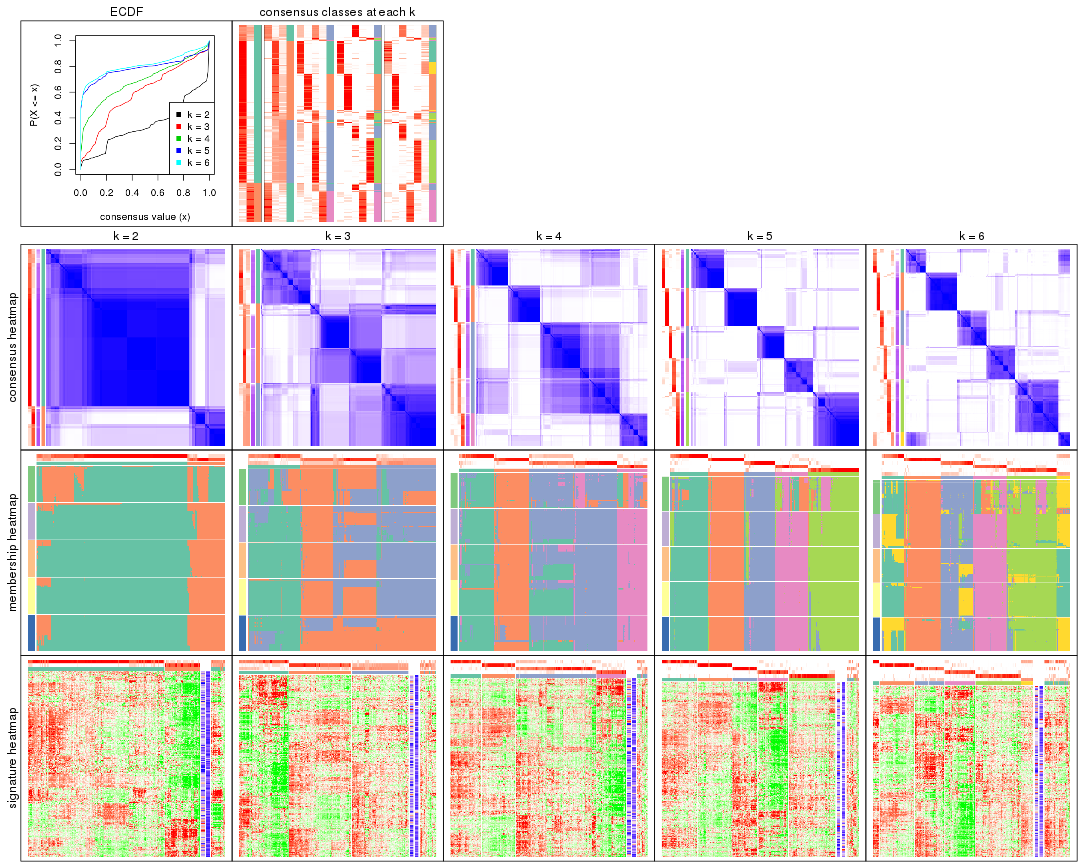 ECDF
consensus classes at each k
P(X <= x)
0.0 0.2 0.4 0.6 0.8 1.0
k = 2
k = 3
k = 4
k = 5
k = 6
0.0 0.2 0.4 0.6 0.8 1.0
consensus value (x)
k = 2
k = 3
k = 4
k = 5
k = 6
consensus heatmap
membership heatmap
signature heatmap